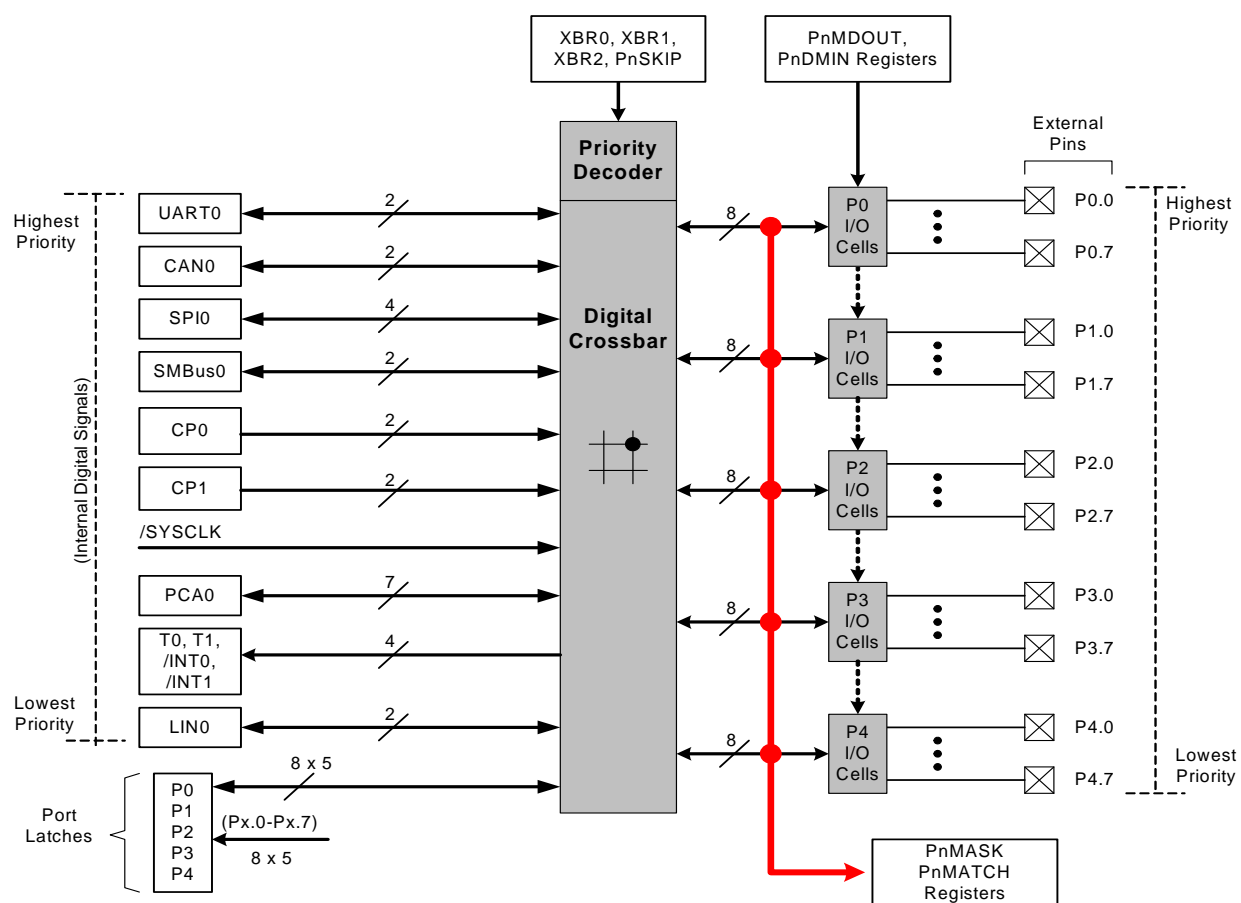 XBR0, XBR1,
XBR2, PnSKIP
PnMDOUT,
PnDMIN Registers
External
Pins
Priority
Decoder
Digital
Crossbar
Highest
Priority
(Internal Digital Signals)
Lowest
Priority
UART0
2
CAN0
2
SPI0
4
SMBus0
2
CP0
2
CP1
2
/SYSCLK
PCA0
7
T0, T1,
/INT0,
/INT1
4
LIN0
2
Port
Latches
P0
P1
P2
P3
P4
8 x 5
(Px.0-Px.7)
8 x 5
8
P0
I/O
Cells
P0.0
P0.7
8
P1
I/O
Cells
P1.0
P1.7
8
P2
I/O
Cells
P2.0
P2.7
8
P3
I/O
Cells
P3.0
P3.7
8
P4
I/O
Cells
P4.0
P4.7
Highest
Priority
Lowest
Priority
PnMASK
PnMATCH
Registers